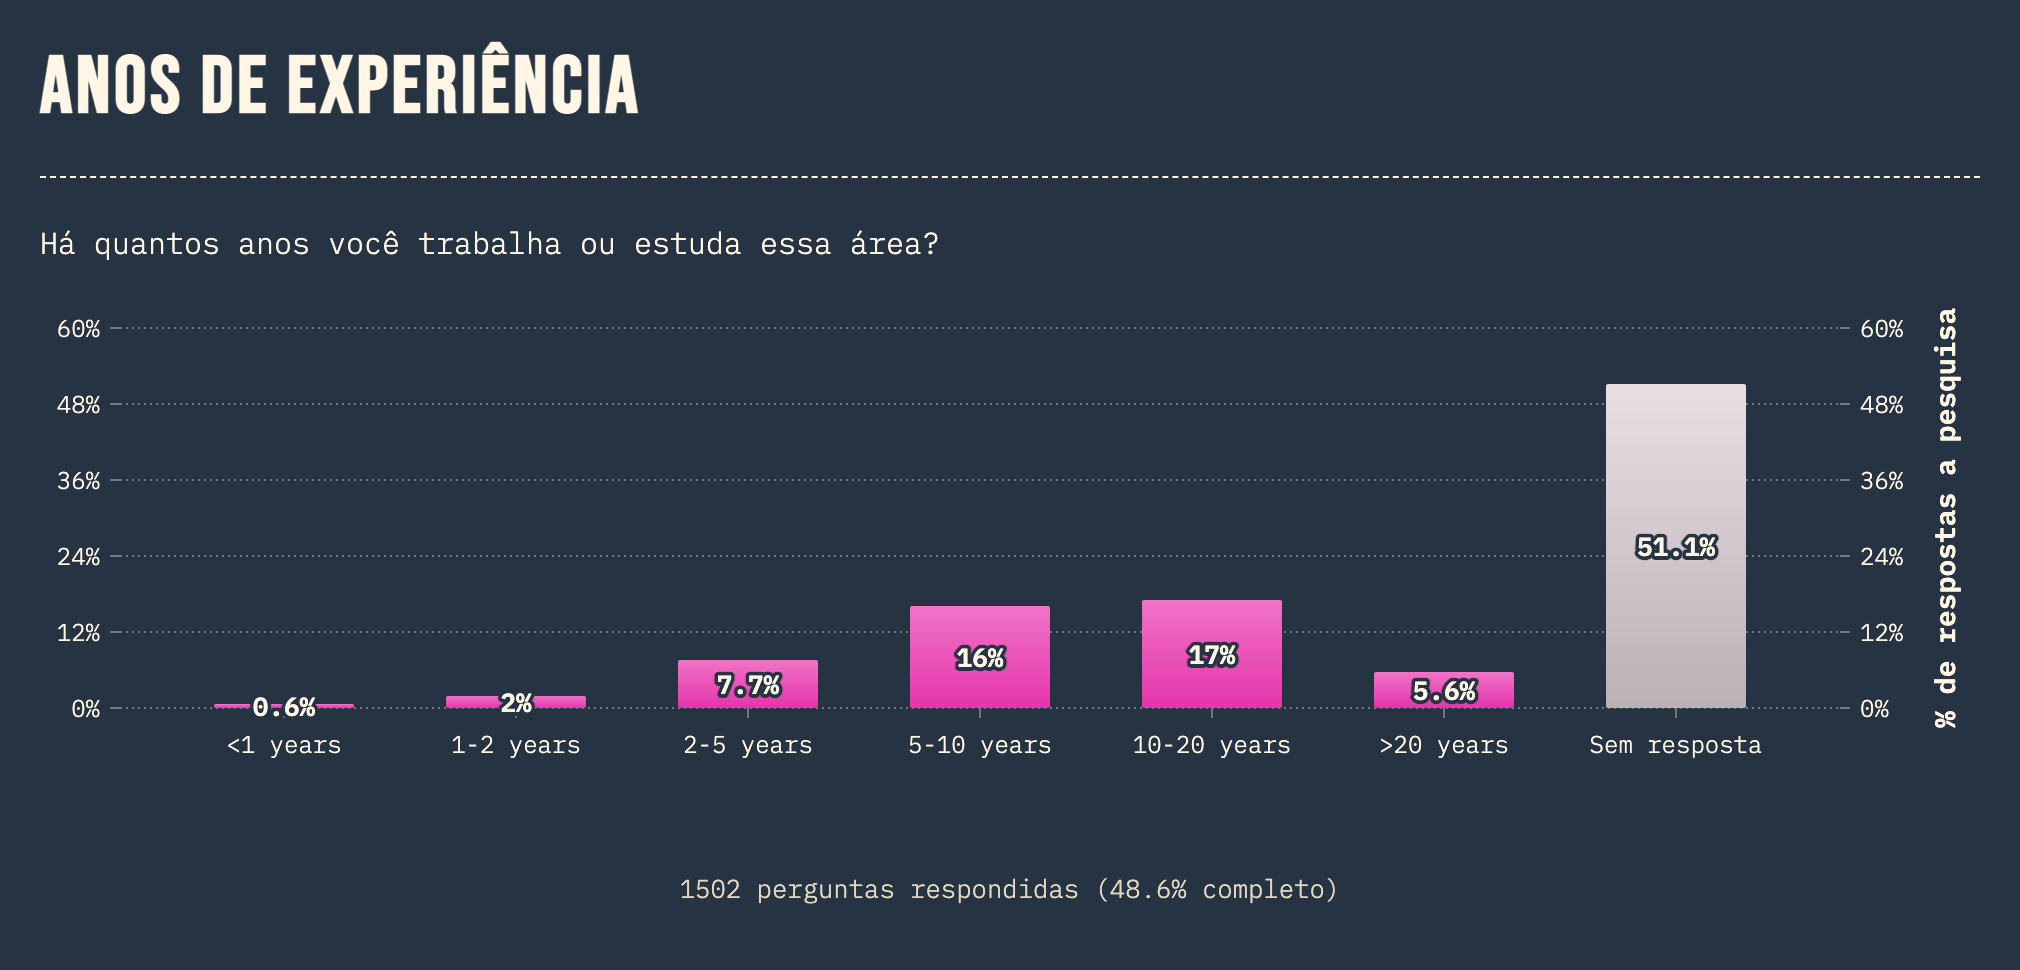 ANOS DE EXPERIÊNCIA
Há quantos anos você trabalha ou estuda essa área?
60%
48%
36%
24%
12%
0%
60%
48%
36%
24%
12%
0%
% de respostas a pesquisa
0.6%
2%
7.7%
16%
17%
5.6%
51.1%
<1 years
1-2 years
2-5 years
5-10 years
10-20 years
>20 years
Sem resposta
1502 perguntas respondidas (48.6% completo)